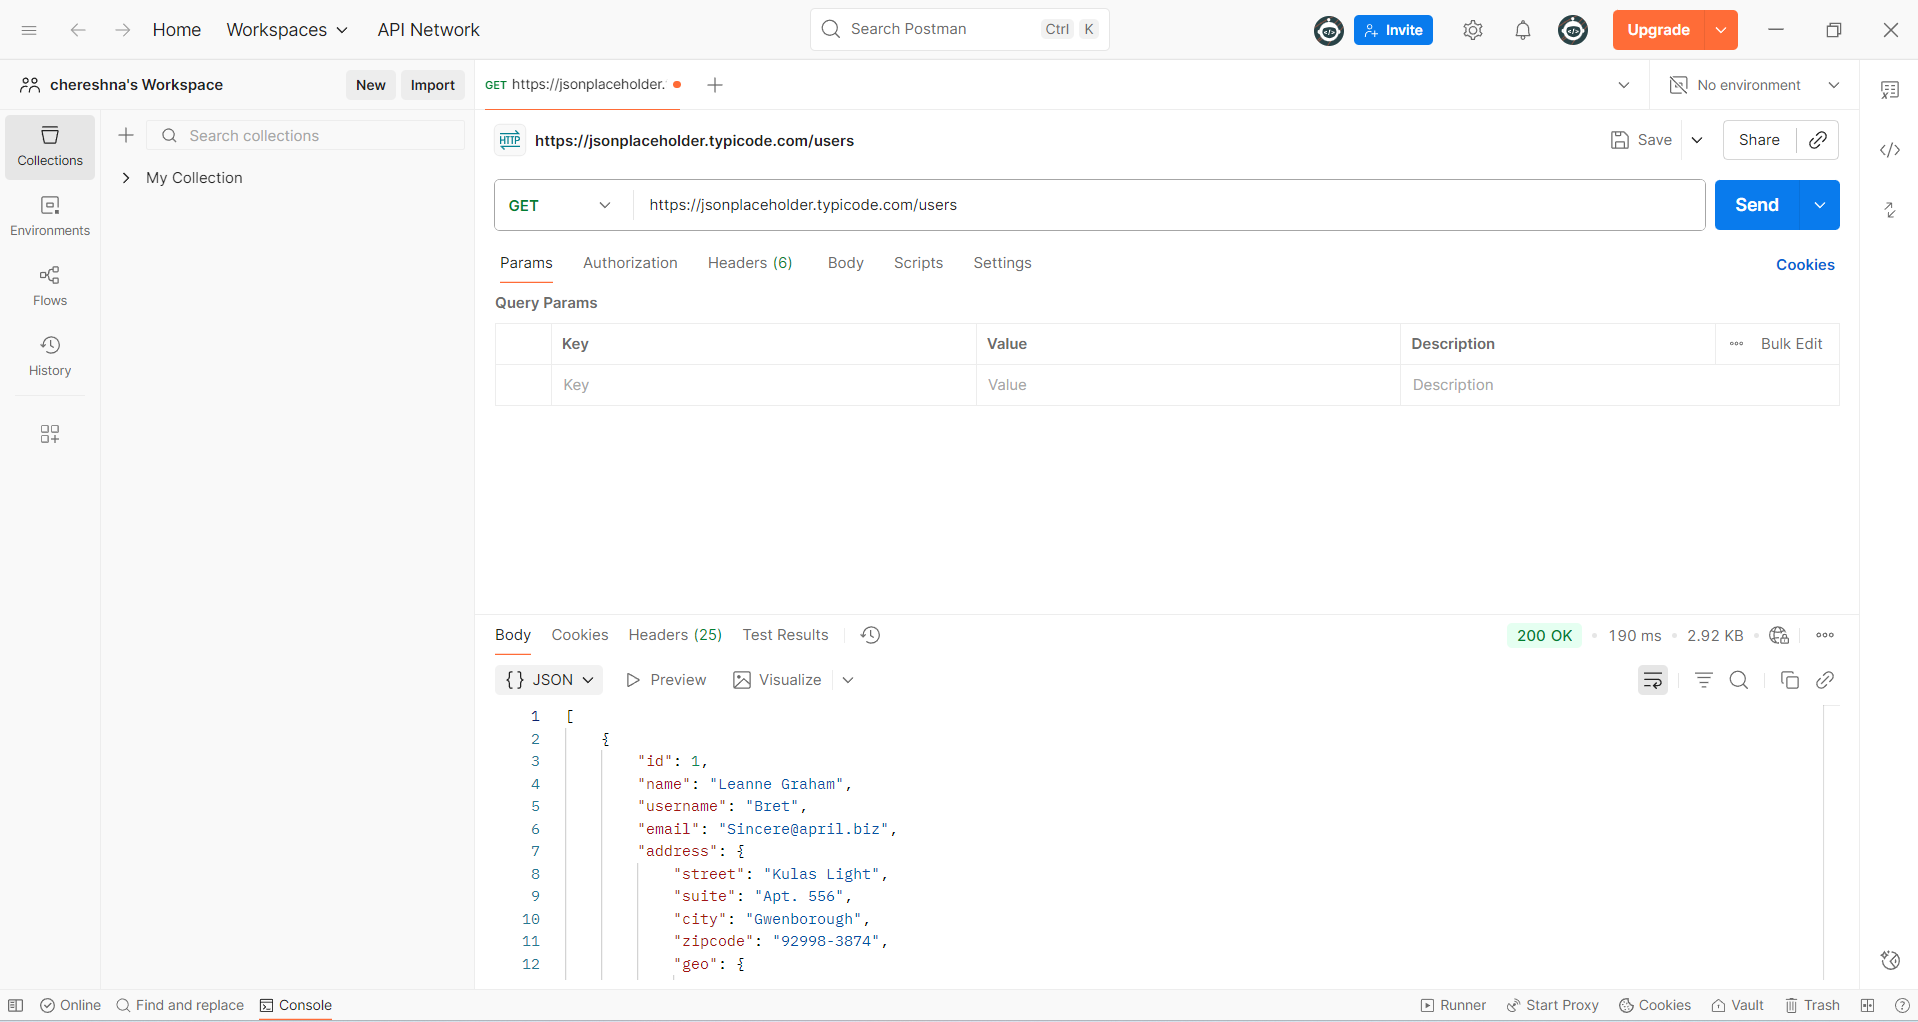 Home Workspaces API Network Search Postman Ctrl K Invite Upgrade
chereshna's Workspace New Import GET https://jsonplaceholder. No environment
Collections
Environments
Flows
History
Search collections
My Collection
HTTP https://jsonplaceholder.typicode.com/users Save Share
GET https://jsonplaceholder.typicode.com/users Send
Params Authorization Headers (6) Body Scripts Settings Cookies
Query Params
Key Value Description Bulk Edit
Key Value Description
Body Cookies Headers (25) Test Results 200 OK 190 ms 2.92 KB
{} JSON Preview Visualize
1 [
2 {
3 "id": 1,
4 "name": "Leanne Graham",
5 "username": "Bret",
6 "email": "Sincere@april.biz",
7 "address": {
8 "street": "Kulas Light",
9 "suite": "Apt. 556",
10 "city": "Gwenborough",
11 "zipcode": "92998-3874",
12 "geo": {
Online Find and replace Console Runner Start Proxy Cookies Vault Trash